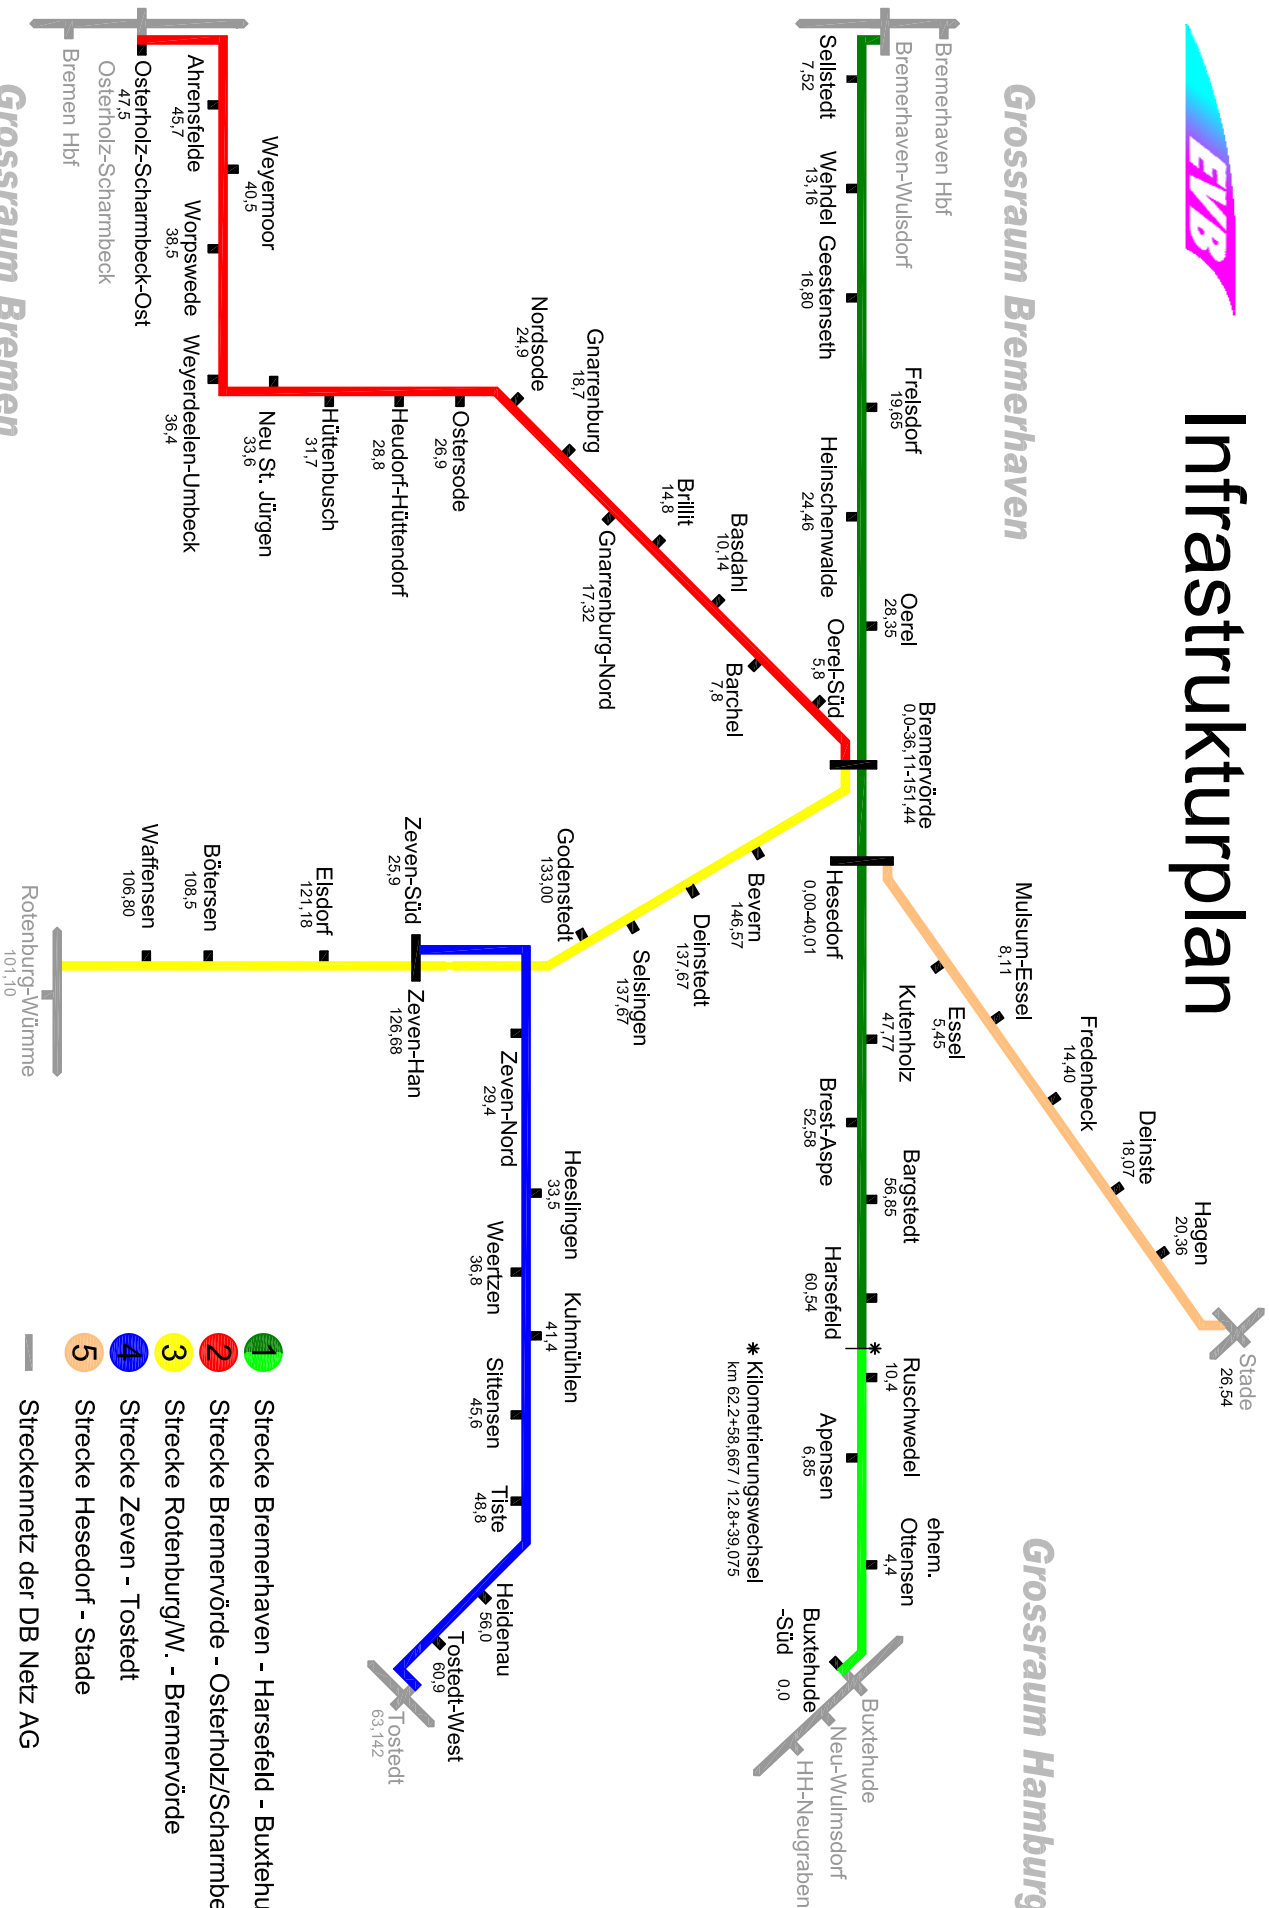 EVB
Infrastrukturplan
Grossraum Bremerhaven
Grossraum Hamburg
Bremerhaven Hbf
Bremerhaven-Wulsdorf
Sellstedt
7,52
Wehdel
13,16
Geestenseth
16,80
Frelsdorf
19,65
Heinschenwalde
24,46
Oerel
28,35
Bremervörde
0,0-36,11-151,44
Hesedorf
0,00-40,01
Kutenholz
47,77
Brest-Aspe
52,58
Bargstedt
56,85
Harsefeld
60,54
Ruschwedel
10,4
Apensen
6,85
ehem.
Ottensen
4,4
Buxtehude
-Süd 0,0
Buxtehude
Neu-Wulmsdorf
HH-Neugraben
* Kilometrierungswechsel
km 62.2+58,667 / 12.8+39,075
Essel
5,45
Mulsum-Essel
8,11
Fredenbeck
14,40
Deinste
18,07
Hagen
20,36
Stade
26,54
Oerel-Süd
5,8
Barchel
7,8
Basdahl
10,14
Brillit
14,8
Gnarrenburg-Nord
17,32
Gnarrenburg
18,7
Nordsode
24,9
Ostersode
26,9
Heudorf-Hüttendorf
28,8
Hüttenbusch
31,7
Neu St. Jürgen
33,6
Weyerdeelen-Umbeck
36,4
Worpswede
38,5
Weyermoor
40,5
Ahrensfelde
45,7
Osterholz-Scharmbeck-Ost
47,5
Osterholz-Scharmbeck
Bremen Hbf
Grossraum Bremen
Bevern
146,57
Deinstedt
137,67
Selsingen
137,67
Godenstedt
133,00
Zeven-Süd
25,9
Zeven-Han
126,68
Elsdorf
121,18
Bötersen
108,5
Waffensen
106,80
Rotenburg-Wümme
101,10
Zeven-Nord
29,4
Heeslingen
33,5
Weertzen
36,8
Kuhmühlen
41,4
Sittensen
45,6
Tiste
48,8
Heidenau
56,0
Tostedt-West
60,9
Tostedt
63,142
1 Strecke Bremerhaven - Harsefeld - Buxtehu
2 Strecke Bremervörde - Osterholz/Scharmbe
3 Strecke Rotenburg/W. - Bremervörde
4 Strecke Zeven - Tostedt
5 Strecke Hesedorf - Stade
Streckennetz der DB Netz AG